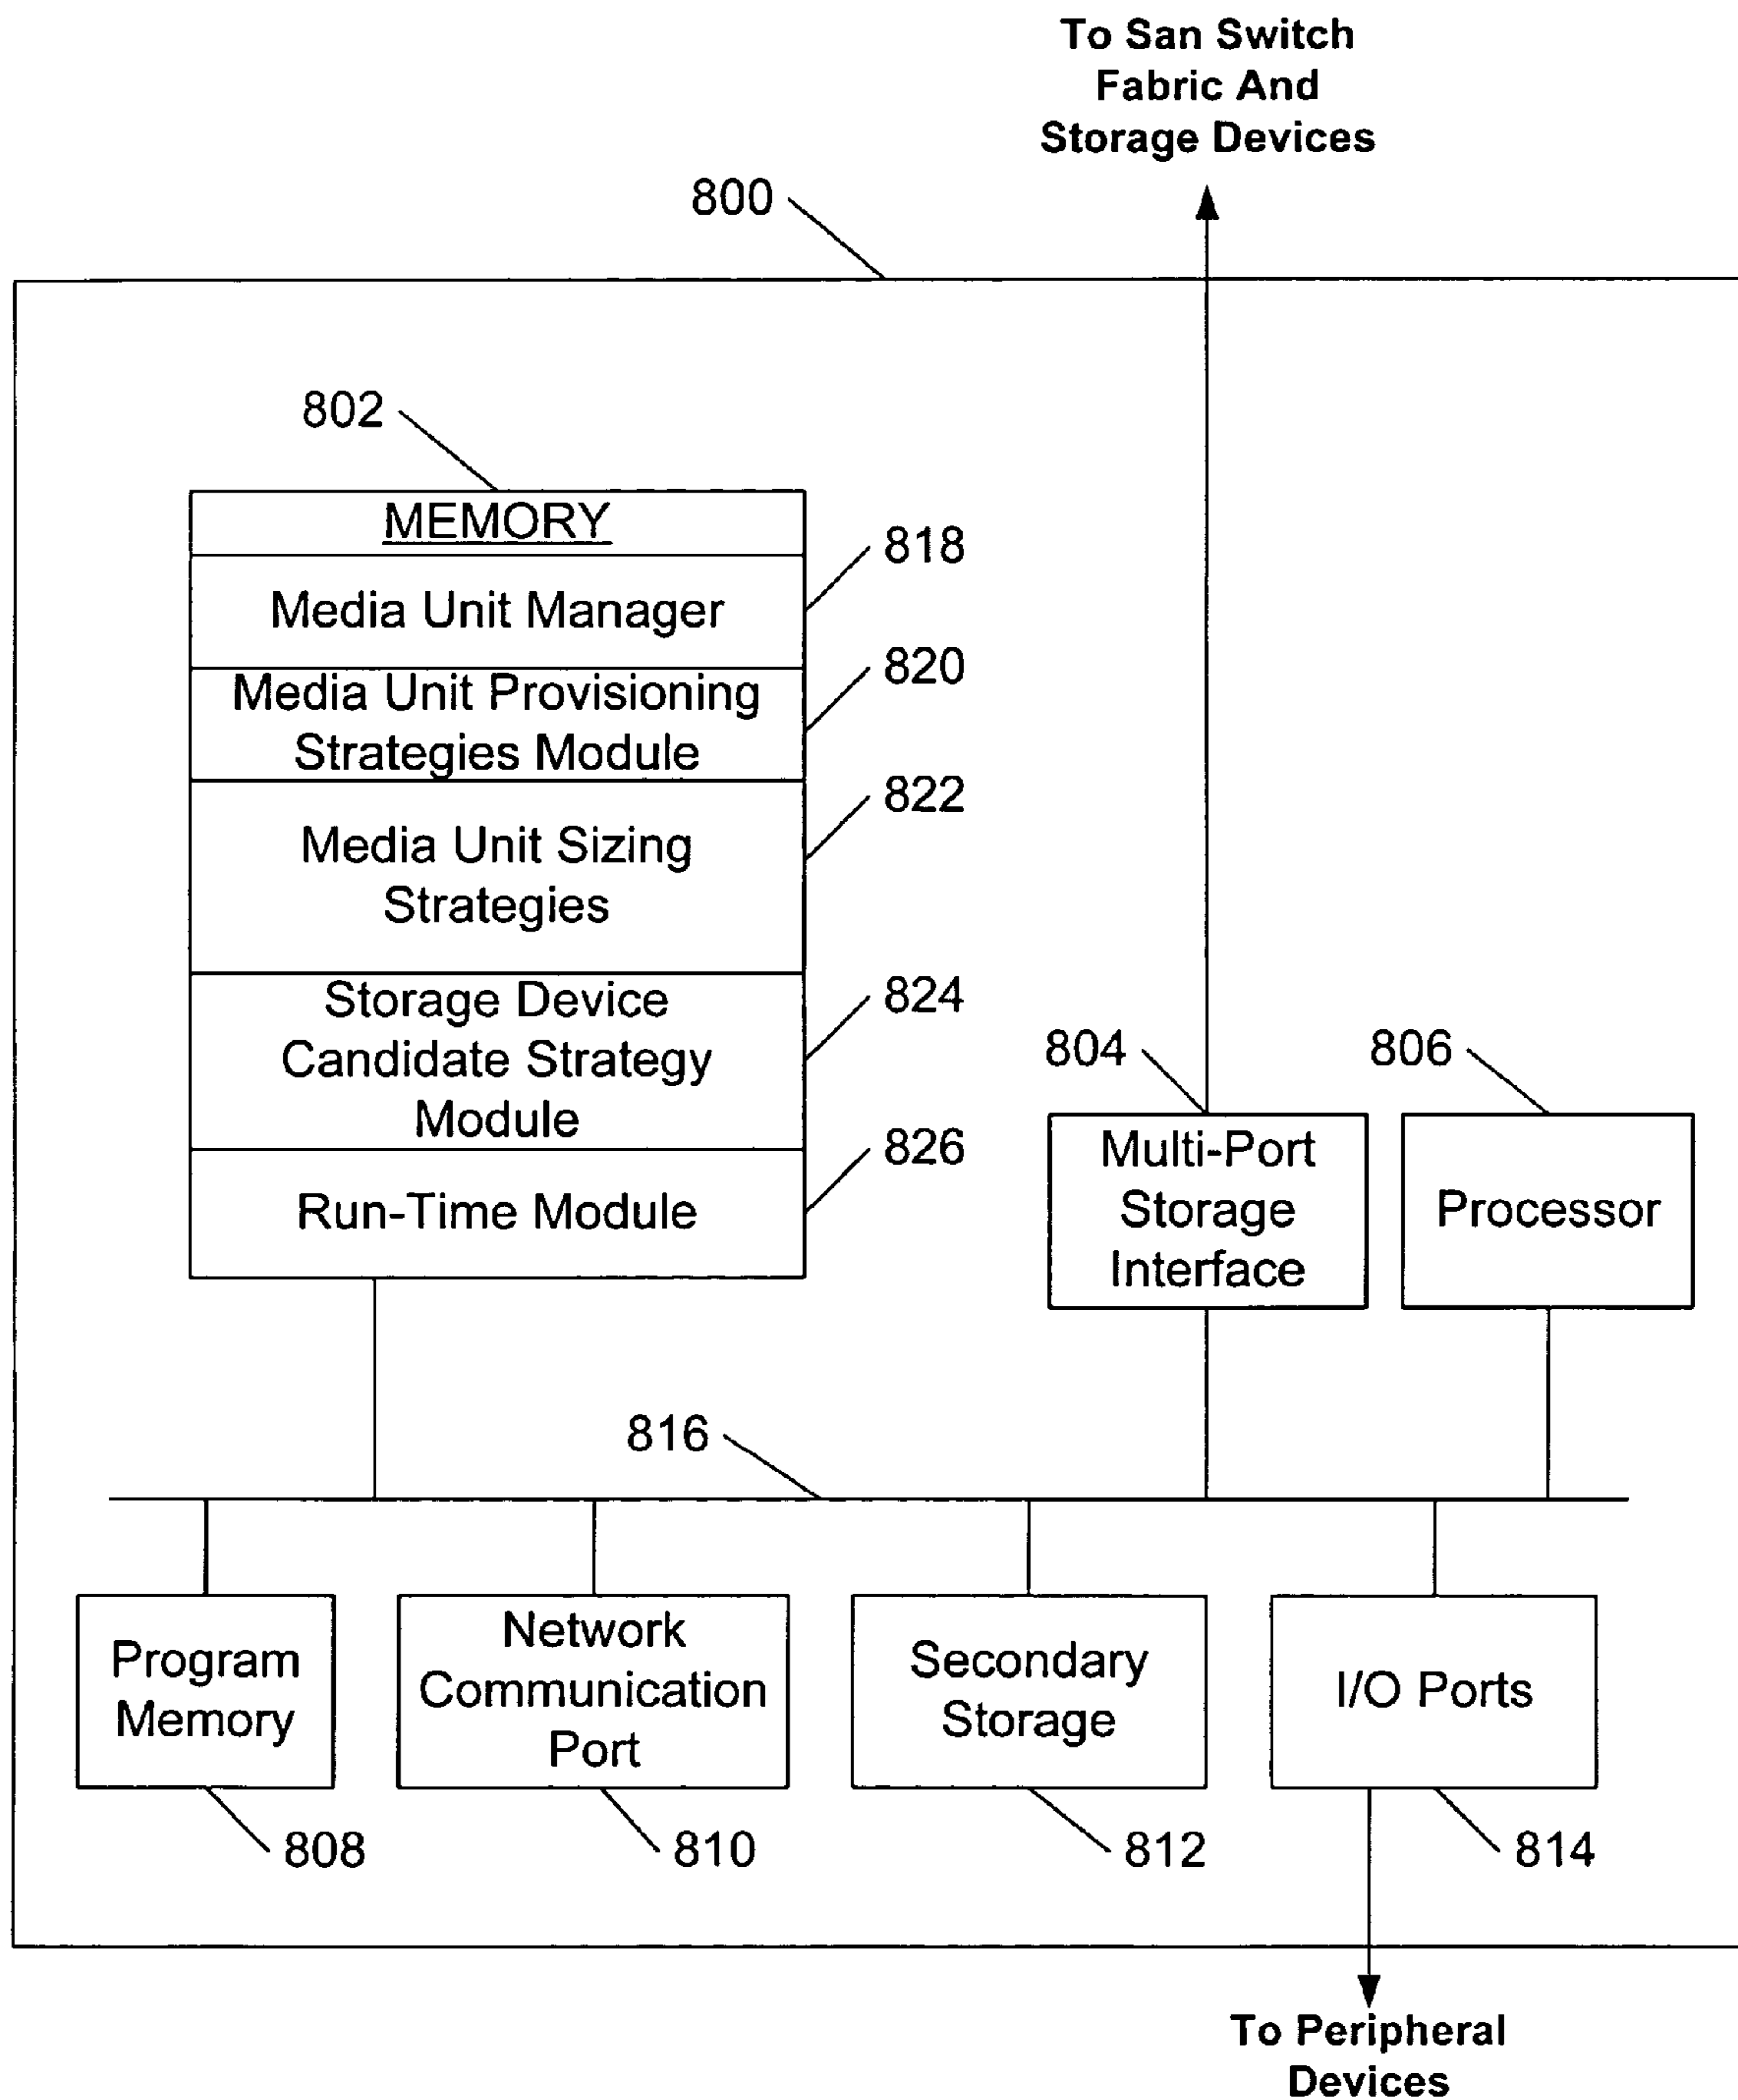 To San Switch
Fabric And
Storage Devices
800
802
MEMORY
818
Media Unit Manager
820
Media Unit Provisioning
Strategies Module
822
Media Unit Sizing
Strategies
824
Storage Device
Candidate Strategy
Module
826
Run-Time Module
804
806
Multi-Port
Storage
Interface
Processor
816
Program
Memory
Network
Communication
Port
Secondary
Storage
I/O Ports
808
810
812
814
To Peripheral
Devices